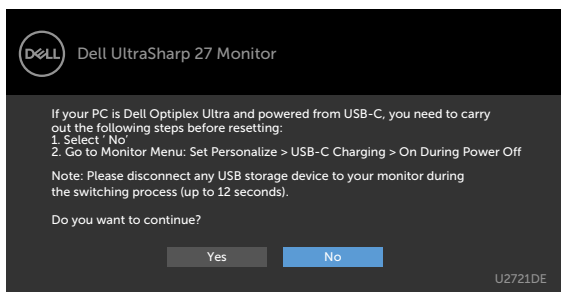 DELL
Dell UltraSharp 27 Monitor
If your PC is Dell Optiplex Ultra and powered from USB-C, you need to carry
out the following steps before resetting:
1. Select ‘ No’
2. Go to Monitor Menu: Set Personalize > USB-C Charging > On During Power Off
Note: Please disconnect any USB storage device to your monitor during
the switching process (up to 12 seconds).
Do you want to continue?
Yes No
U2721DE